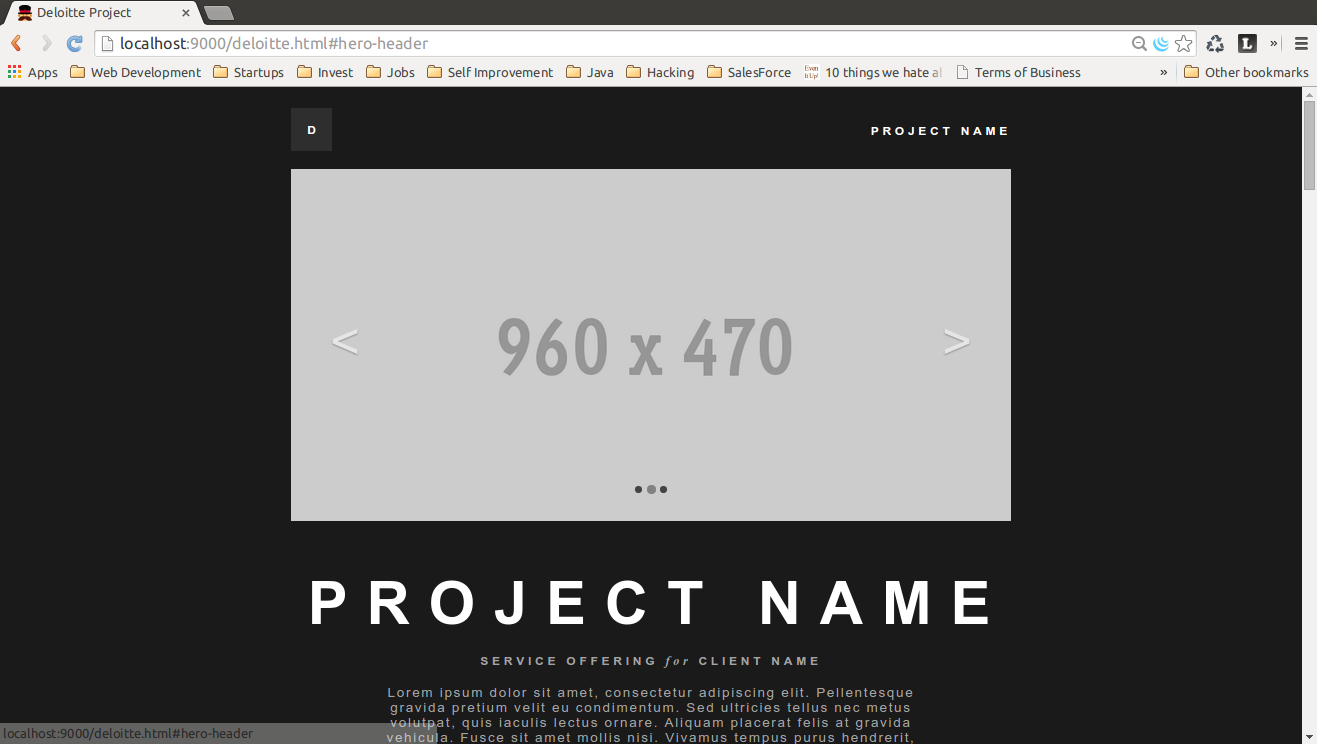 Deloitte Project
localhost:9000/deloitte.html#hero-header
L »
Apps Web Development Startups Invest Jobs Self Improvement Java Hacking SalesForce 10 things we hate a Terms of Business » Other bookmarks
D PROJECT NAME
< 960 x 470 >
PROJECT NAME
SERVICE OFFERING for CLIENT NAME
Lorem ipsum dolor sit amet, consectetur adipiscing elit. Pellentesque
gravida pretium velit eu condimentum. Sed ultricies tellus nec metus
volutpat, quis iaculis lectus ornare. Aliquam placerat felis at gravida
vehicula. Fusce sit amet mollis nisi. Vivamus tempus purus hendrerit,
localhost:9000/deloitte.html#hero-header